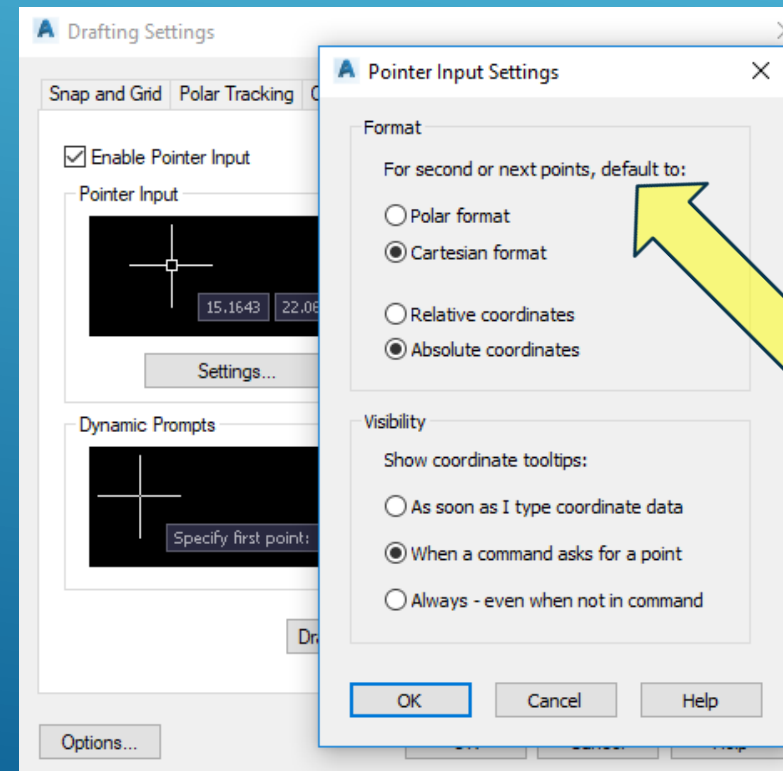 Drafting Settings
Pointer Input Settings
Snap and Grid Polar Tracking
Format
Enable Pointer Input
For second or next points, default to:
Pointer Input
Polar format
Cartesian format
15.1643 22.06
Relative coordinates
Settings...
Absolute coordinates
Dynamic Prompts
Visibility
Show coordinate tooltips:
As soon as I type coordinate data
Specify first point:
When a command asks for a point
Always - even when not in command
OK Cancel Help
Options...